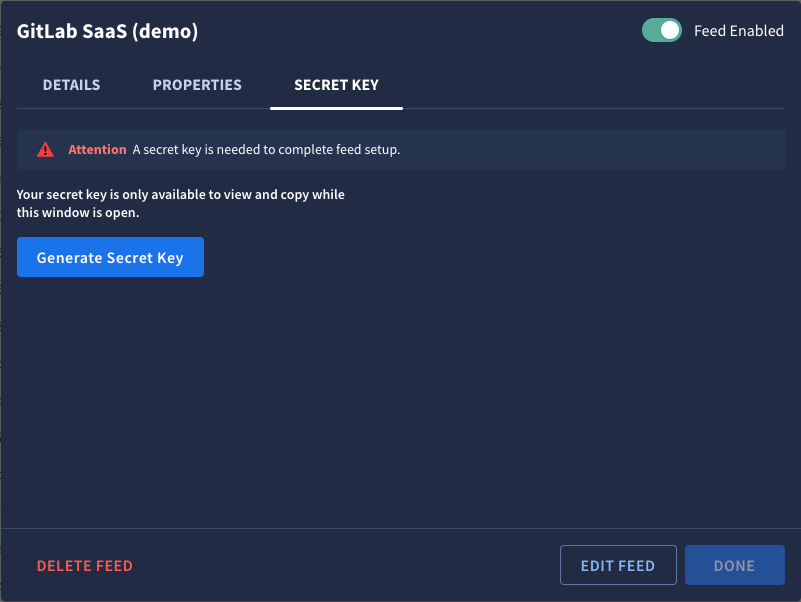 GitLab SaaS (demo)
Feed Enabled
DETAILS
PROPERTIES
SECRET KEY
Attention A secret key is needed to complete feed setup.
Your secret key is only available to view and copy while
this window is open.
Generate Secret Key
DELETE FEED
EDIT FEED
DONE